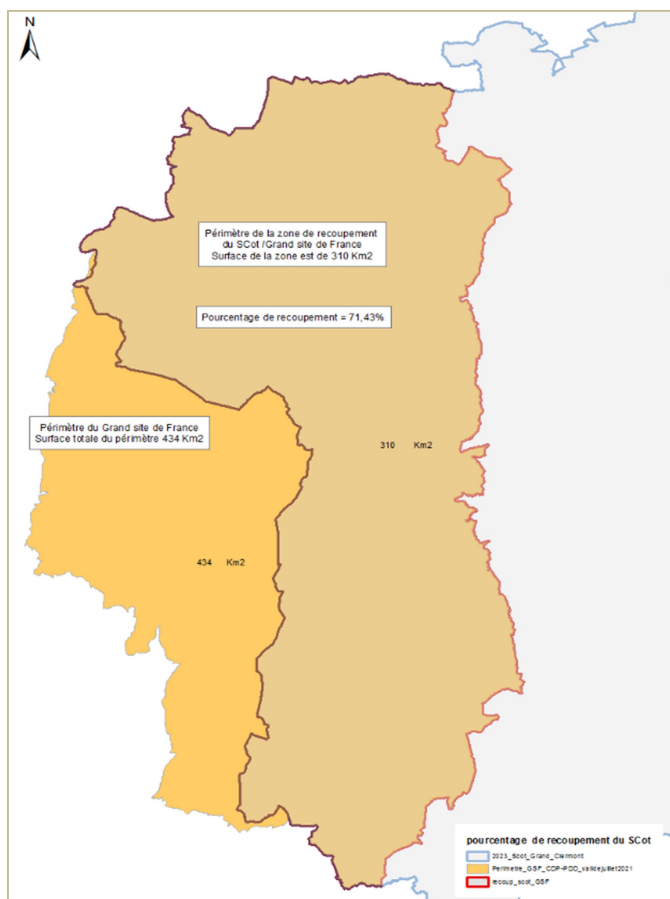 N
Périmètre de la zone de recoupement
du SCot /Grand site de France
Surface de la zone est de 310 Km2
Pourcentage de recoupement = 71,43%
Périmètre du Grand site de France
Surface totale du périmètre 434 Km2
310 Km2
434 Km2
pourcentage de recoupement du SCot
2023_Scot_Grand_Clermont
Perimetre_GSF_CDP-PDD_validejuillet2021
recoup_scot_GSF